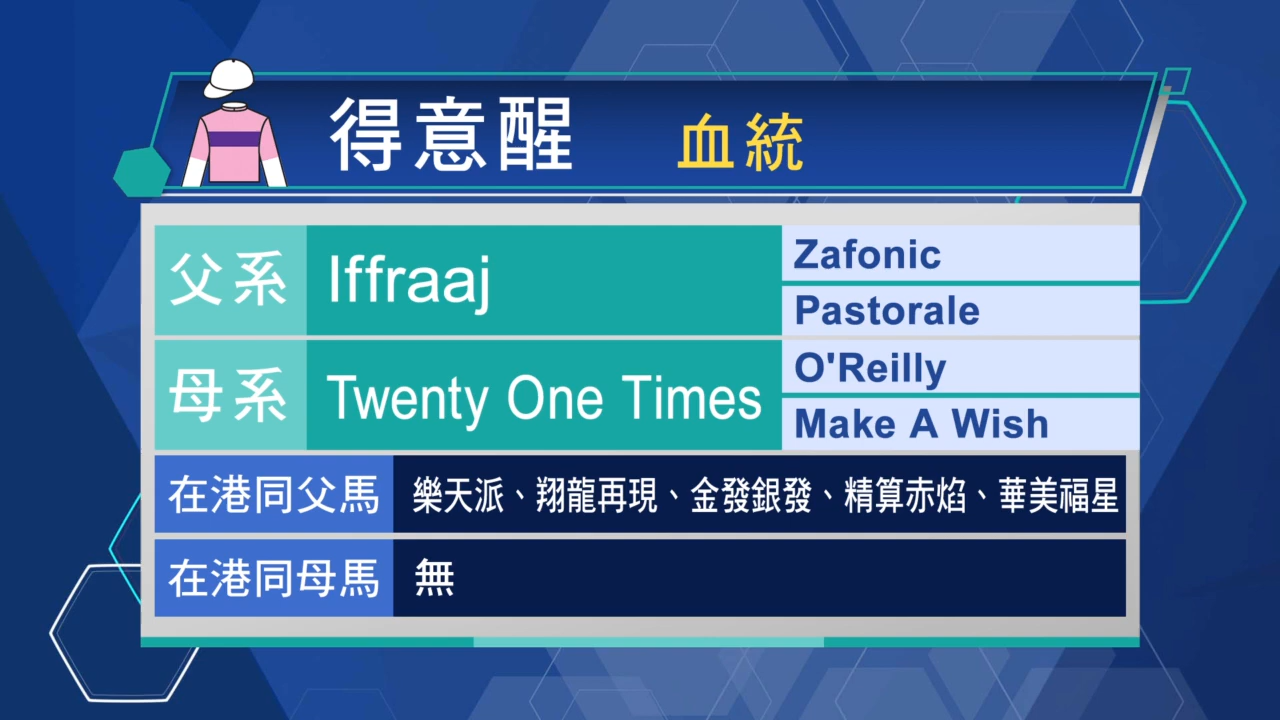 得意醒 血統
父系 Iffraaj
Zafonic
Pastorale
母系 Twenty One Times
O'Reilly
Make A Wish
在港同父馬 樂天派、翔龍再現、金發銀發、精算赤焰、華美福星
在港同母馬 無